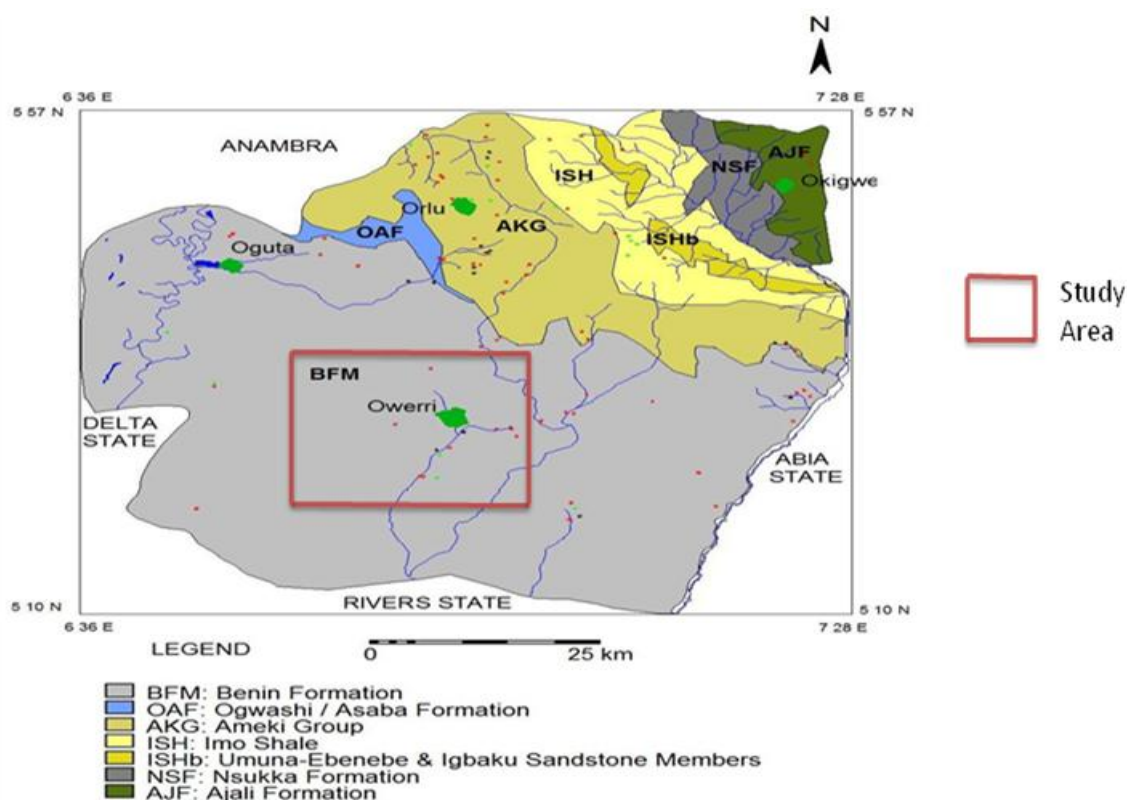 N
6 36 E
7 28 E
5 57 N
5 57 N
ANAMBRA
AJF
NSF
ISH
Okigwe
Orlu
AKG
OAF
ISHb
Oguta
Study
Area
BFM
Owerri
DELTA
STATE
ABIA
STATE
RIVERS STATE
5 10 N
5 10 N
6 36 E
7 28 E
LEGEND
0
25 km
BFM: Benin Formation
OAF: Ogwashi / Asaba Formation
AKG: Ameki Group
ISH: Imo Shale
ISHb: Umuna-Ebenebe & Igbaku Sandstone Members
NSF: Nsukka Formation
AJF: Ajali Formation